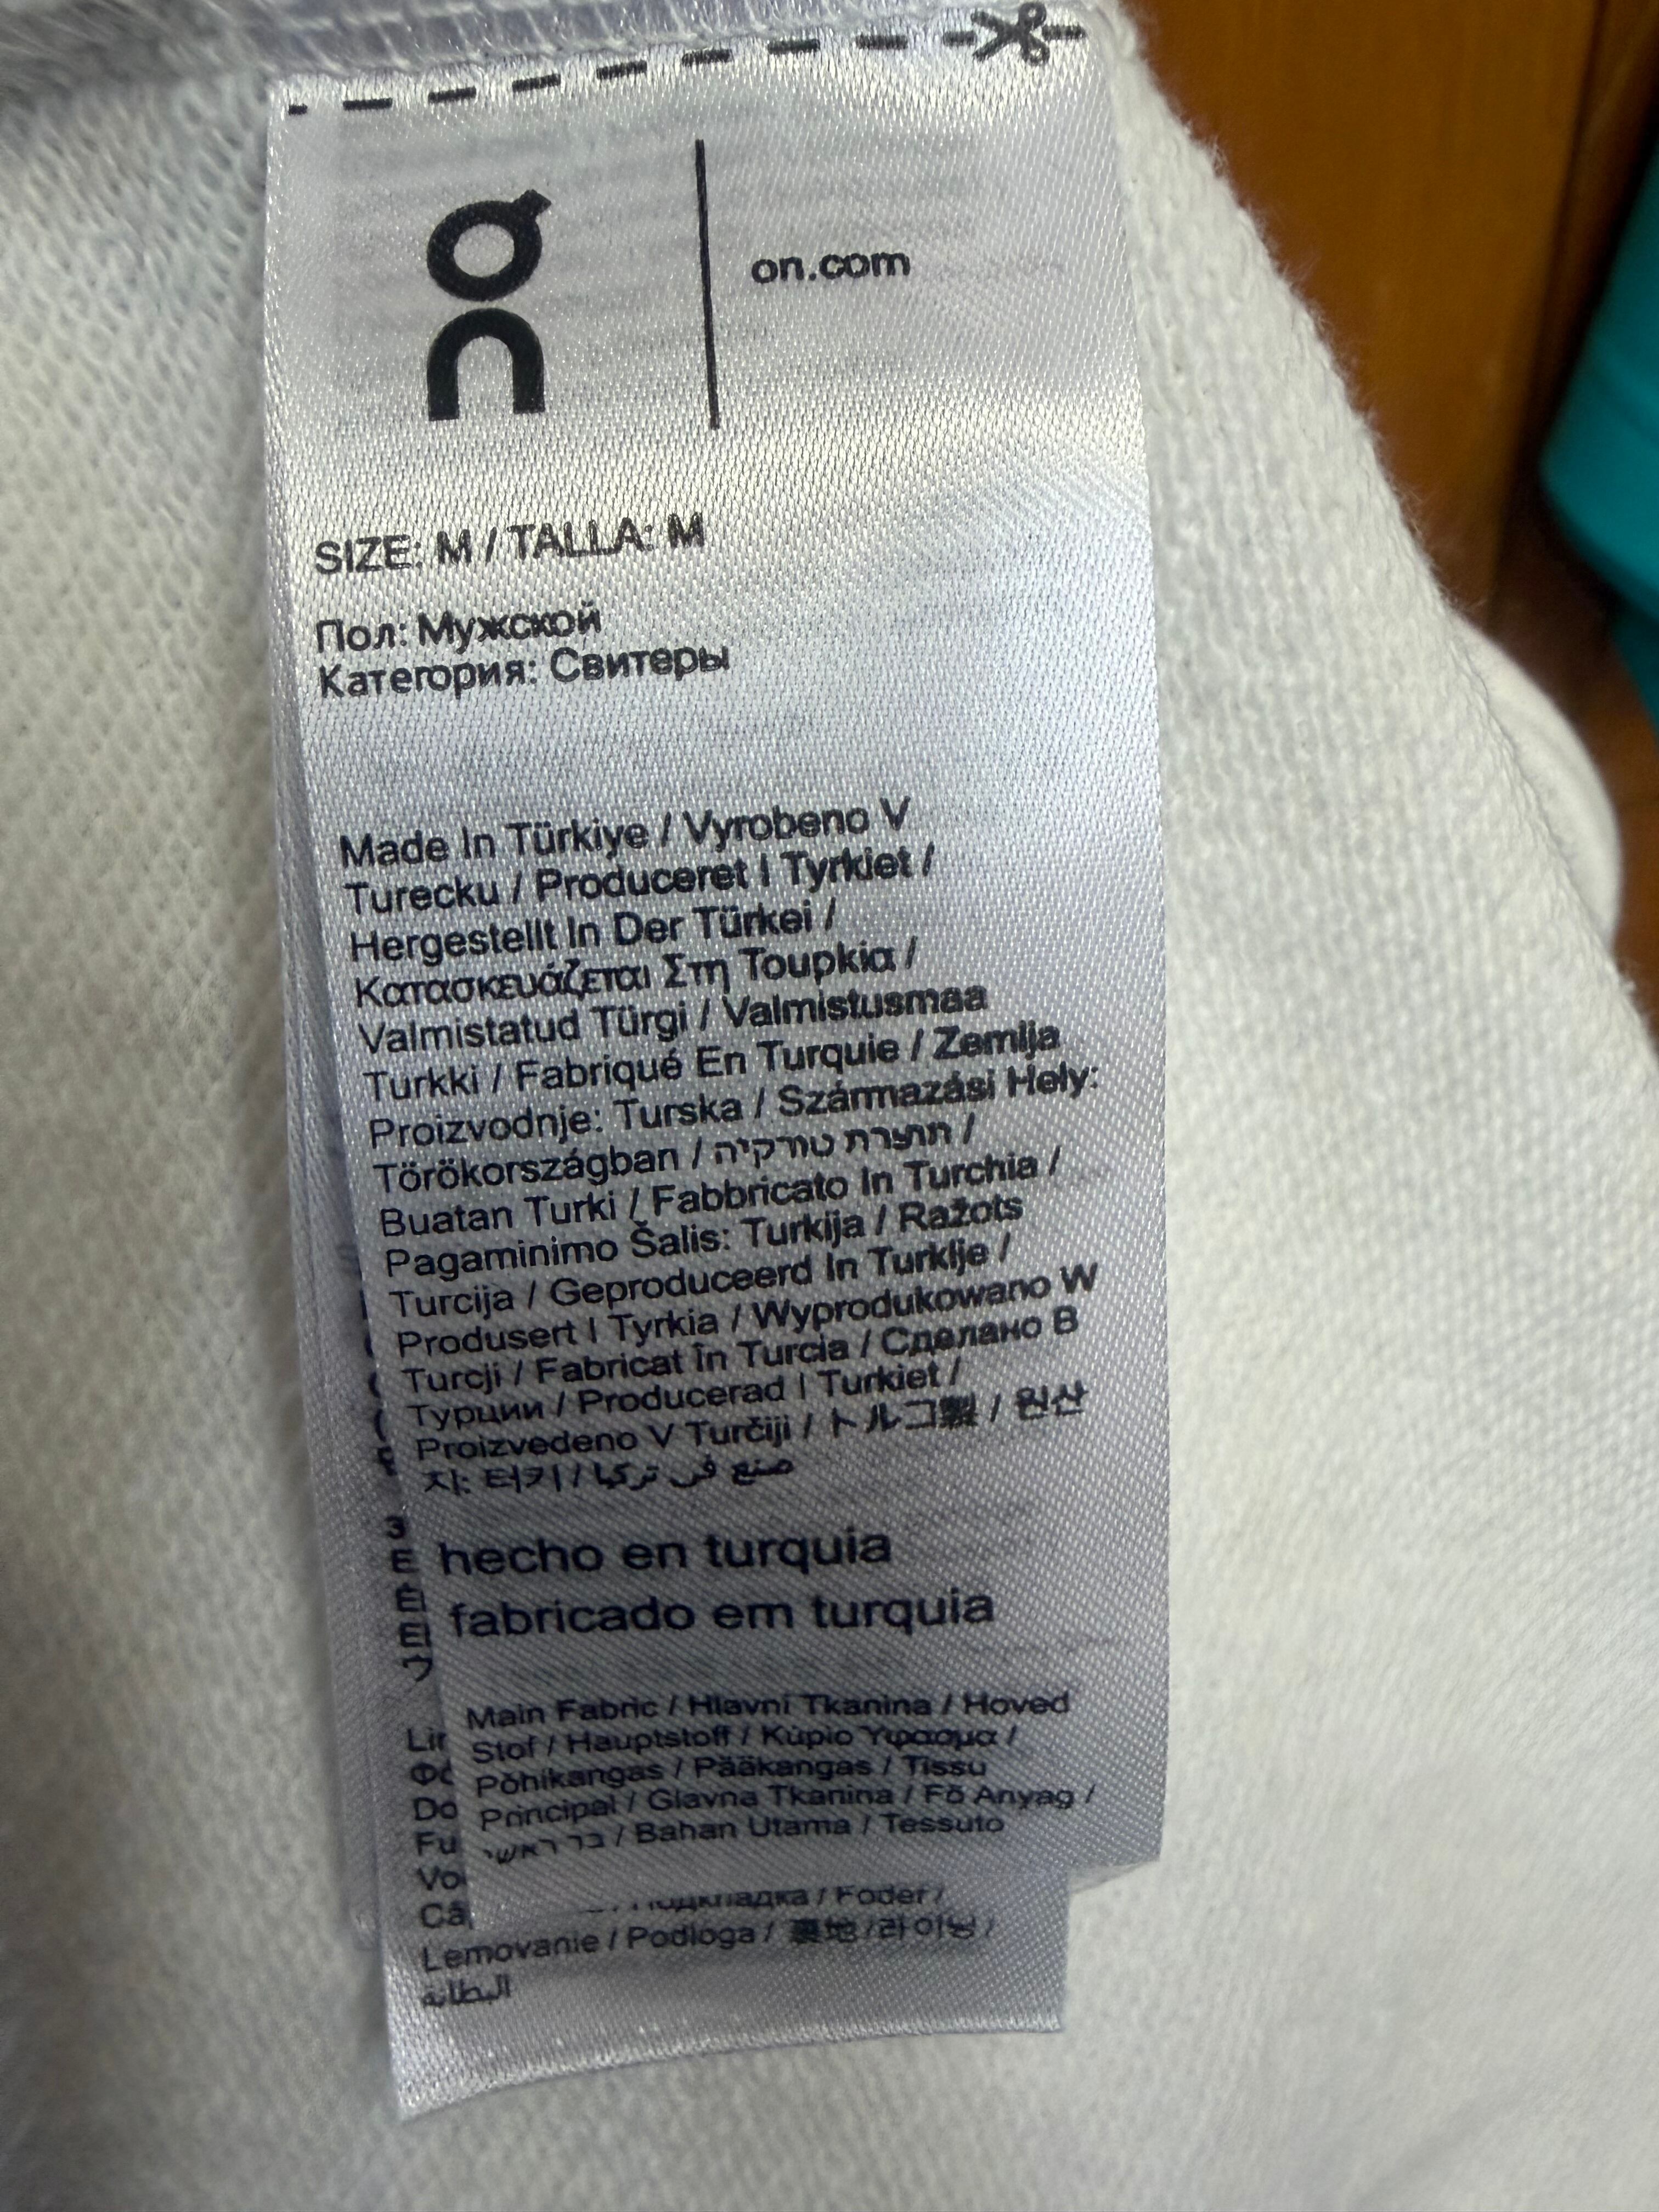 on
on.com
SIZE: M / TALLA: M
Пол: Мужской
Категория: Свитеры
Made In Türkiye / Vyrobeno V
Turecku / Produceret I Tyrkiet /
Hergestellt In Der Türkei /
Κατασκευάζεται Στη Τουρκία /
Valmistatud Türgi / Valmistusmaa
Turkki / Fabriqué En Turquie / Zemlja
Proizvodnje: Turska / Származási Hely:
Törökországban / תוצרת טורקיה /
Buatan Turki / Fabbricato In Turchia /
Pagaminimo Šalis: Turkija / Ražots
Turcija / Geproduceerd In Turkije /
Produsert I Tyrkia / Wyprodukowano W
Turcji / Fabricat în Turcia / Сделано В
Турции / Producerad I Turkiet /
Proizvedeno V Turčiji / トルコ製 / 원산
지: 터키 / صنع في تركيا
hecho en turquia
fabricado em turquia
Main Fabric / Hlavní Tkanina / Hoved
Stof / Hauptstoff / Κύριο Υφασμα /
Põhikangas / Pääkangas / Tissu
Principal / Glavna Tkanina / Fő Anyag /
בד ראשי / Bahan Utama / Tessuto
Подкладка / Foder /
Lemovanie / Podloga / 裏地 / 라이닝 /
البطانة